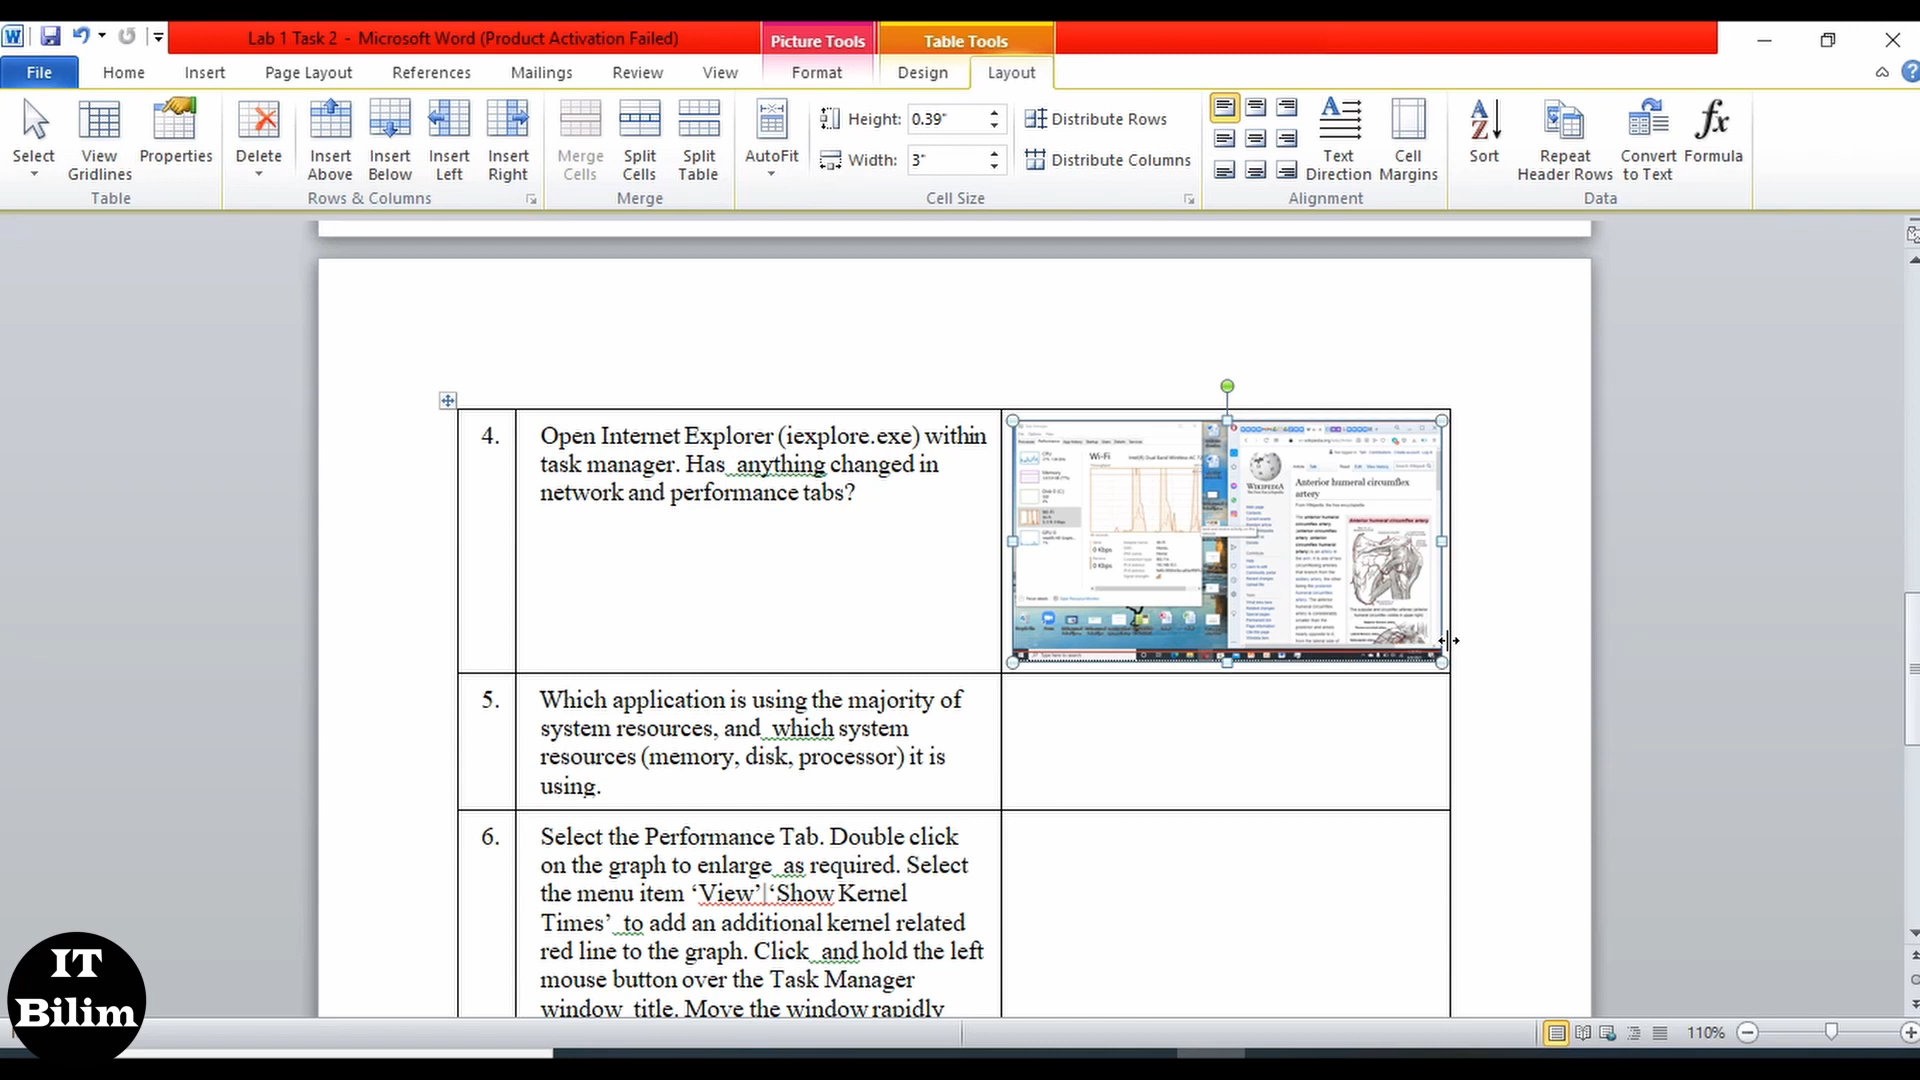 Lab 1 Task 2 - Microsoft Word (Product Activation Failed)
Picture Tools
Table Tools
File
Home
Insert
Page Layout
References
Mailings
Review
View
Format
Design
Layout
Select
View
Gridlines
Properties
Table
Delete
Insert
Above
Insert
Below
Insert
Left
Insert
Right
Rows & Columns
Merge
Cells
Split
Cells
Split
Table
Merge
AutoFit
Height: 0.39"
Width: 3"
Distribute Rows
Distribute Columns
Cell Size
Text
Direction
Cell
Margins
Alignment
Sort
Repeat
Header Rows
Convert
to Text
Formula
Data
4.
Open Internet Explorer (iexplore.exe) within
task manager. Has anything changed in
network and performance tabs?
Wi-Fi
WIKIPEDIA
Anterior humeral circumflex
artery
5.
Which application is using the majority of
system resources, and which system
resources (memory, disk, processor) it is
using.
6.
Select the Performance Tab. Double click
on the graph to enlarge as required. Select
the menu item ‘View’|‘Show Kernel
Times’ to add an additional kernel related
red line to the graph. Click and hold the left
mouse button over the Task Manager
window title. Move the window rapidly
IT
Bilim
110%